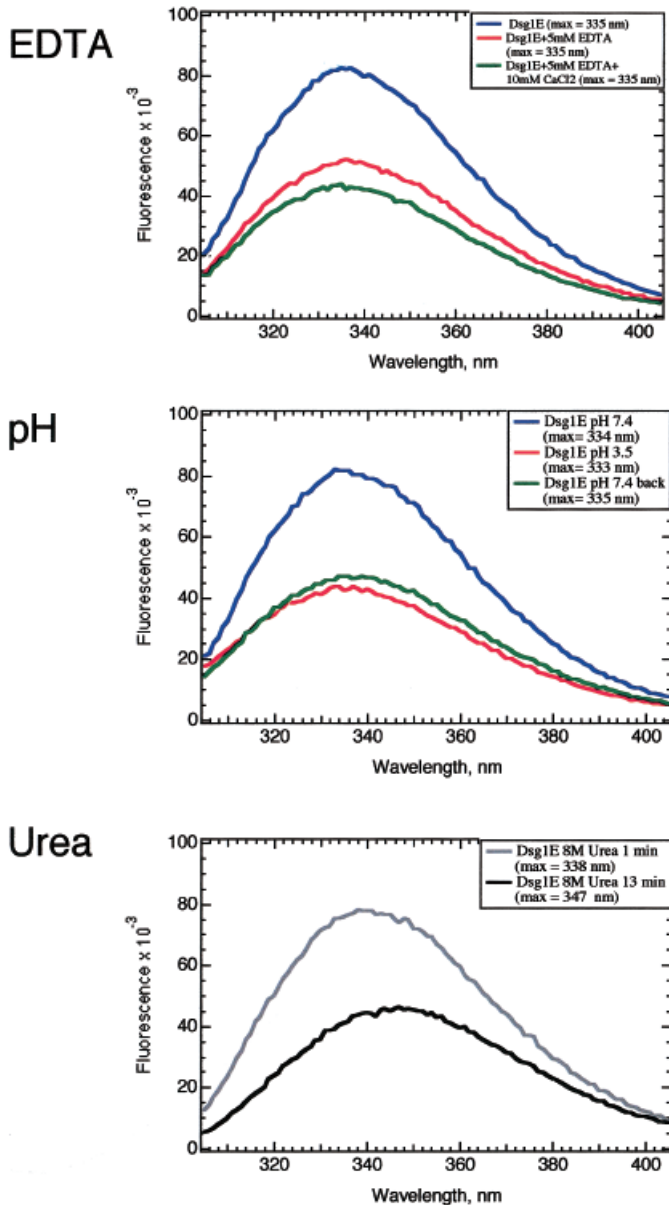 EDTA
Dsg1E (max = 335 nm)
Dsg1E+5mM EDTA
(max = 335 nm)
Dsg1E+5mM EDTA+
10mM CaCl2 (max = 335 nm)
Fluorescence x 10⁻³
100
80
60
40
20
0
320 340 360 380 400
Wavelength, nm
pH
Dsg1E pH 7.4
(max= 334 nm)
Dsg1E pH 3.5
(max= 333 nm)
Dsg1E pH 7.4 back
(max= 335 nm)
Fluorescence x 10⁻³
100
80
60
40
20
0
320 340 360 380 400
Wavelength, nm
Urea
Dsg1E 8M Urea 1 min
(max = 338 nm)
Dsg1E 8M Urea 13 min
(max = 347 nm)
Fluorescence x 10⁻³
100
80
60
40
20
0
320 340 360 380 400
Wavelength, nm